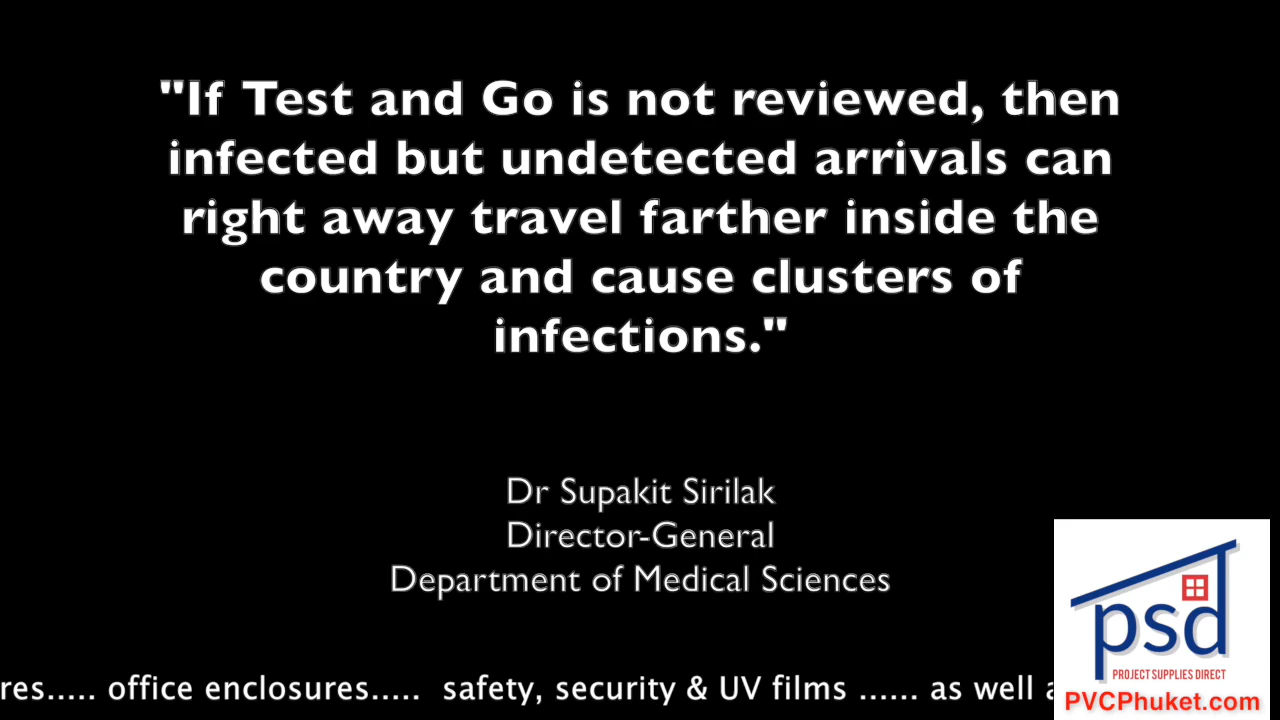 "If Test and Go is not reviewed, then
infected but undetected arrivals can
right away travel farther inside the
country and cause clusters of
infections."
Dr Supakit Sirilak
Director-General
Department of Medical Sciences
psd
PROJECT SUPPLIES DIRECT
PVCPhuket.com
res..... office enclosures..... safety, security & UV films ...... as well a